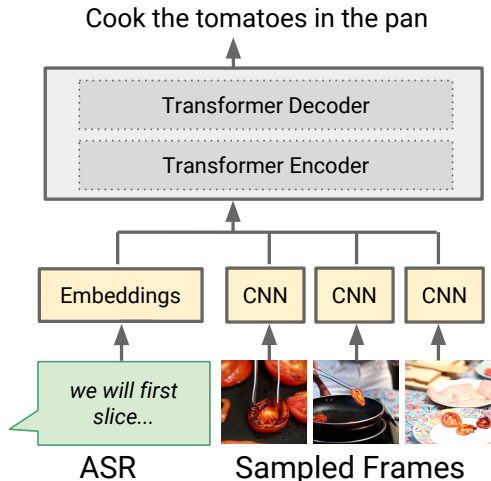 Cook the tomatoes in the pan
Transformer Decoder
Transformer Encoder
Embeddings
CNN
CNN
CNN
we will first
slice...
ASR
Sampled Frames